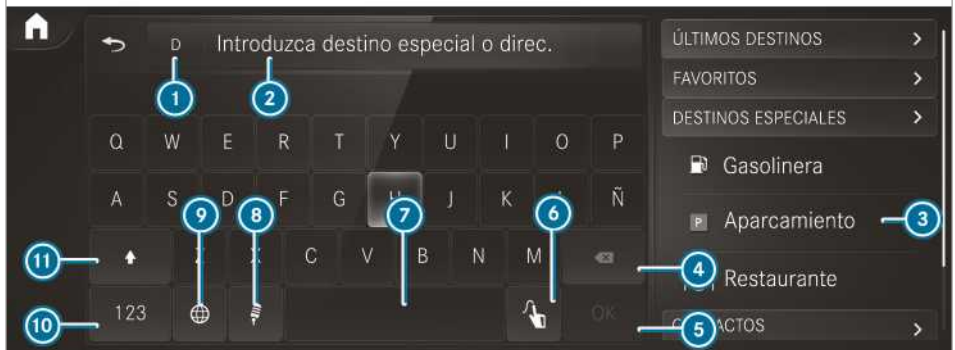 D Introduzca destino especial o direc.
1 2
Q W E R T Y U I O P
A S D F G J K Ñ
9 8 7 6
11 C V B N M 4
10 123 OK 5
ÚLTIMOS DESTINOS
FAVORITOS
DESTINOS ESPECIALES
Gasolinera
P Aparcamiento 3
Restaurante